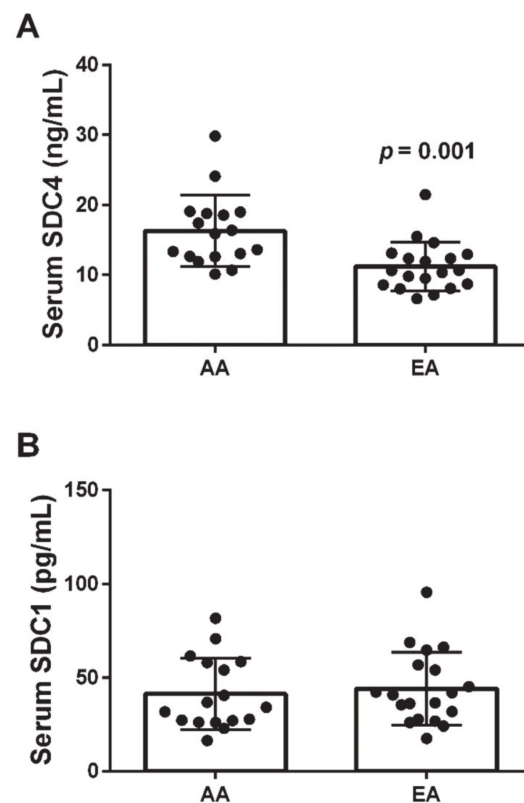 A
Serum SDC4 (ng/mL)
40
30
20
10
0
p = 0.001
AA
EA
B
Serum SDC1 (pg/mL)
150
100
50
0
AA
EA